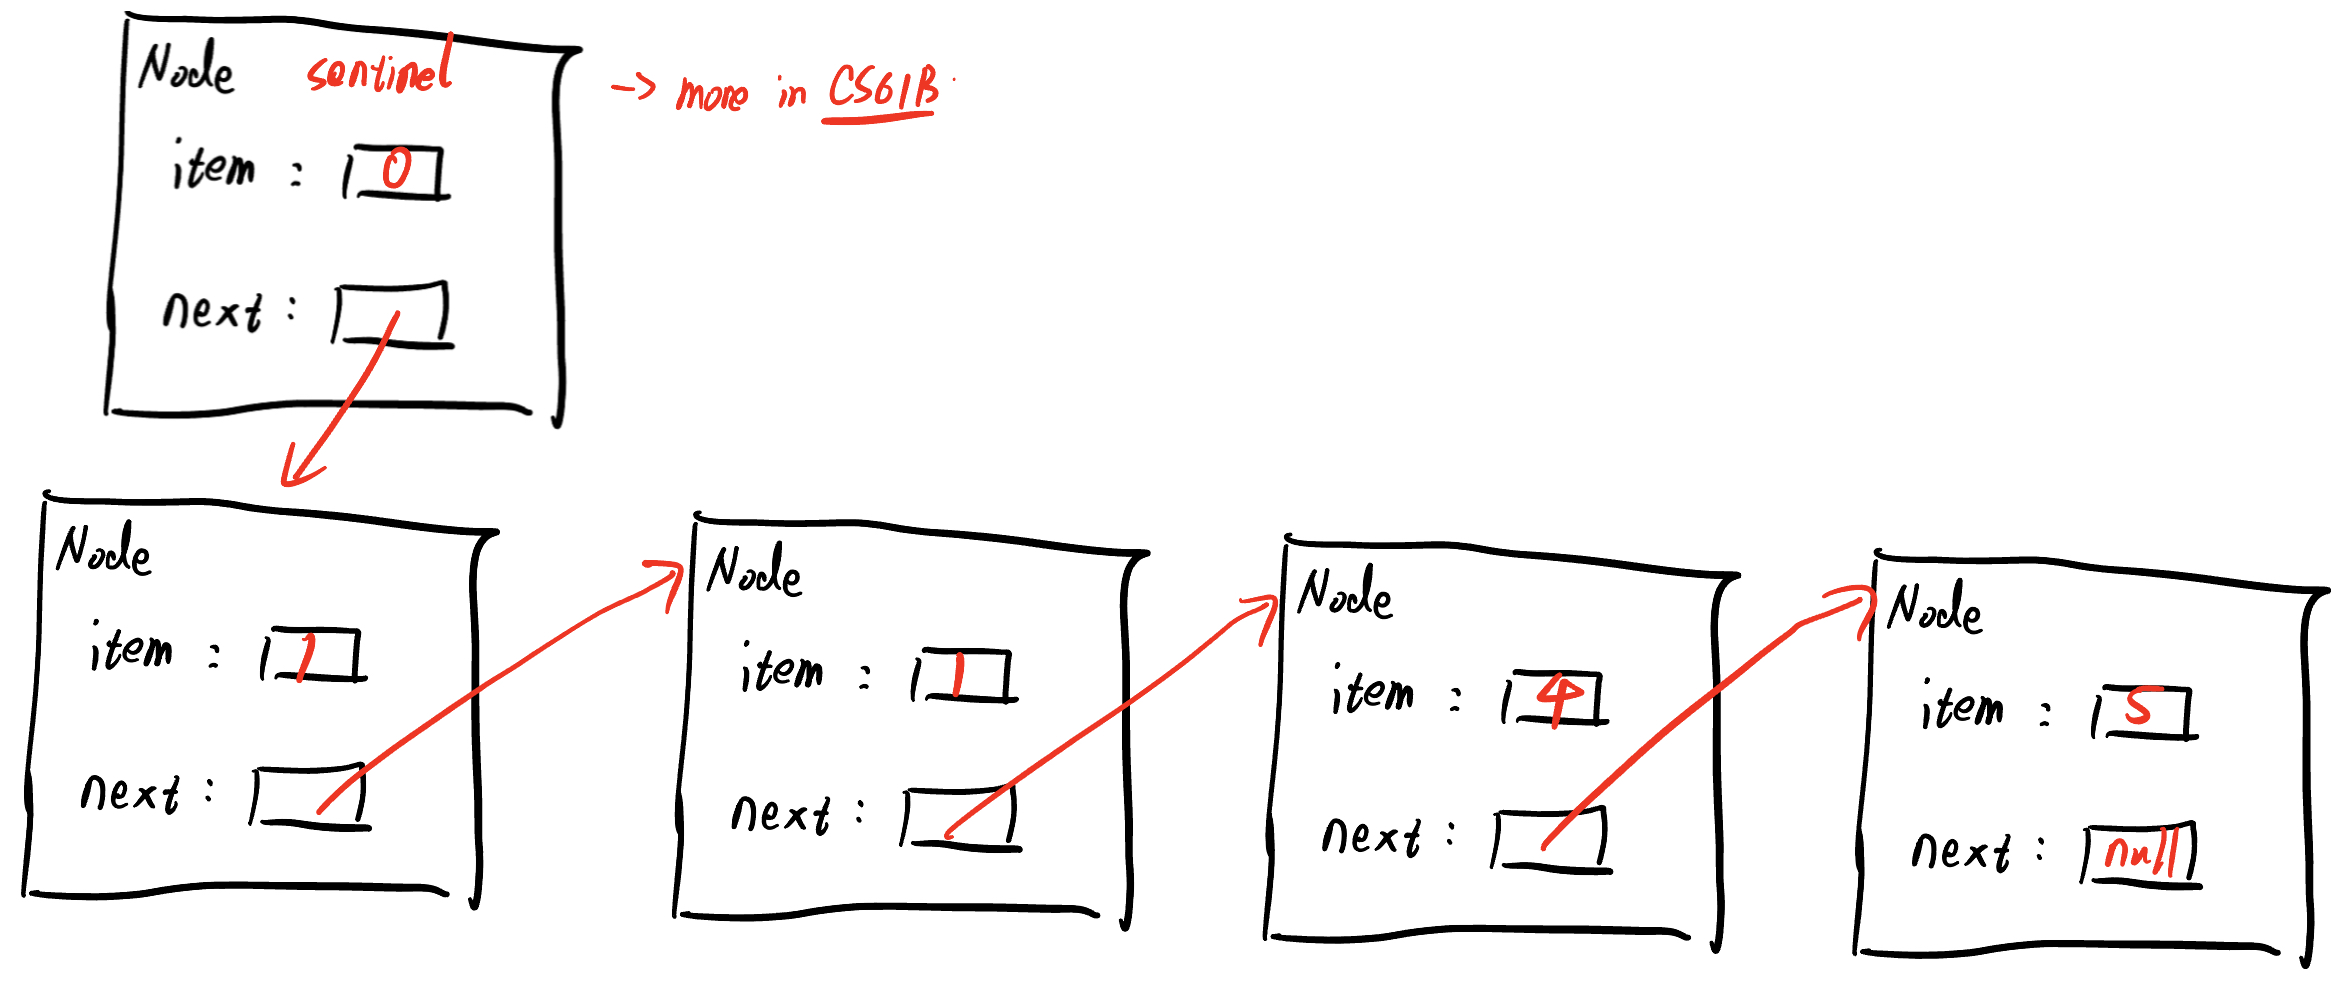 Node sentinel
→ more in CS61B
item : 0
next :
Node
item : 1
next :
Node
item : 1
next :
Node
item : 4
next :
Node
item : 5
next : null